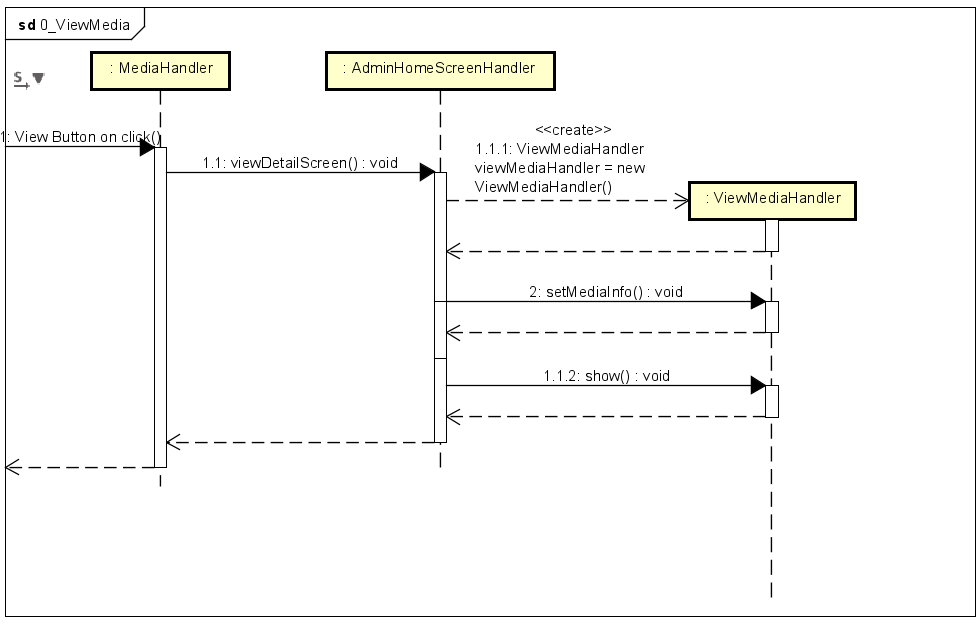 sd 0_ViewMedia
S
: MediaHandler
: AdminHomeScreenHandler
1: View Button on click()
1.1: viewDetailScreen() : void
<<create>>
1.1.1: ViewMediaHandler
viewMediaHandler = new
ViewMediaHandler()
: ViewMediaHandler
2: setMediaInfo() : void
1.1.2: show() : void